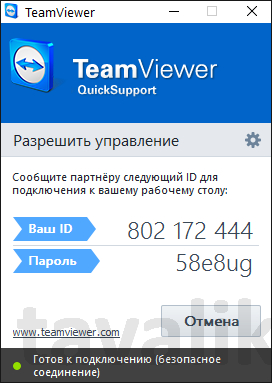 TeamViewer
TeamViewer
QuickSupport
Разрешить управление
Сообщите партнёру следующий ID для
подключения к вашему рабочему столу:
Ваш ID 802 172 444
Пароль 58e8ug
Отмена
www.teamviewer.com
Готов к подключению (безопасное
соединение)